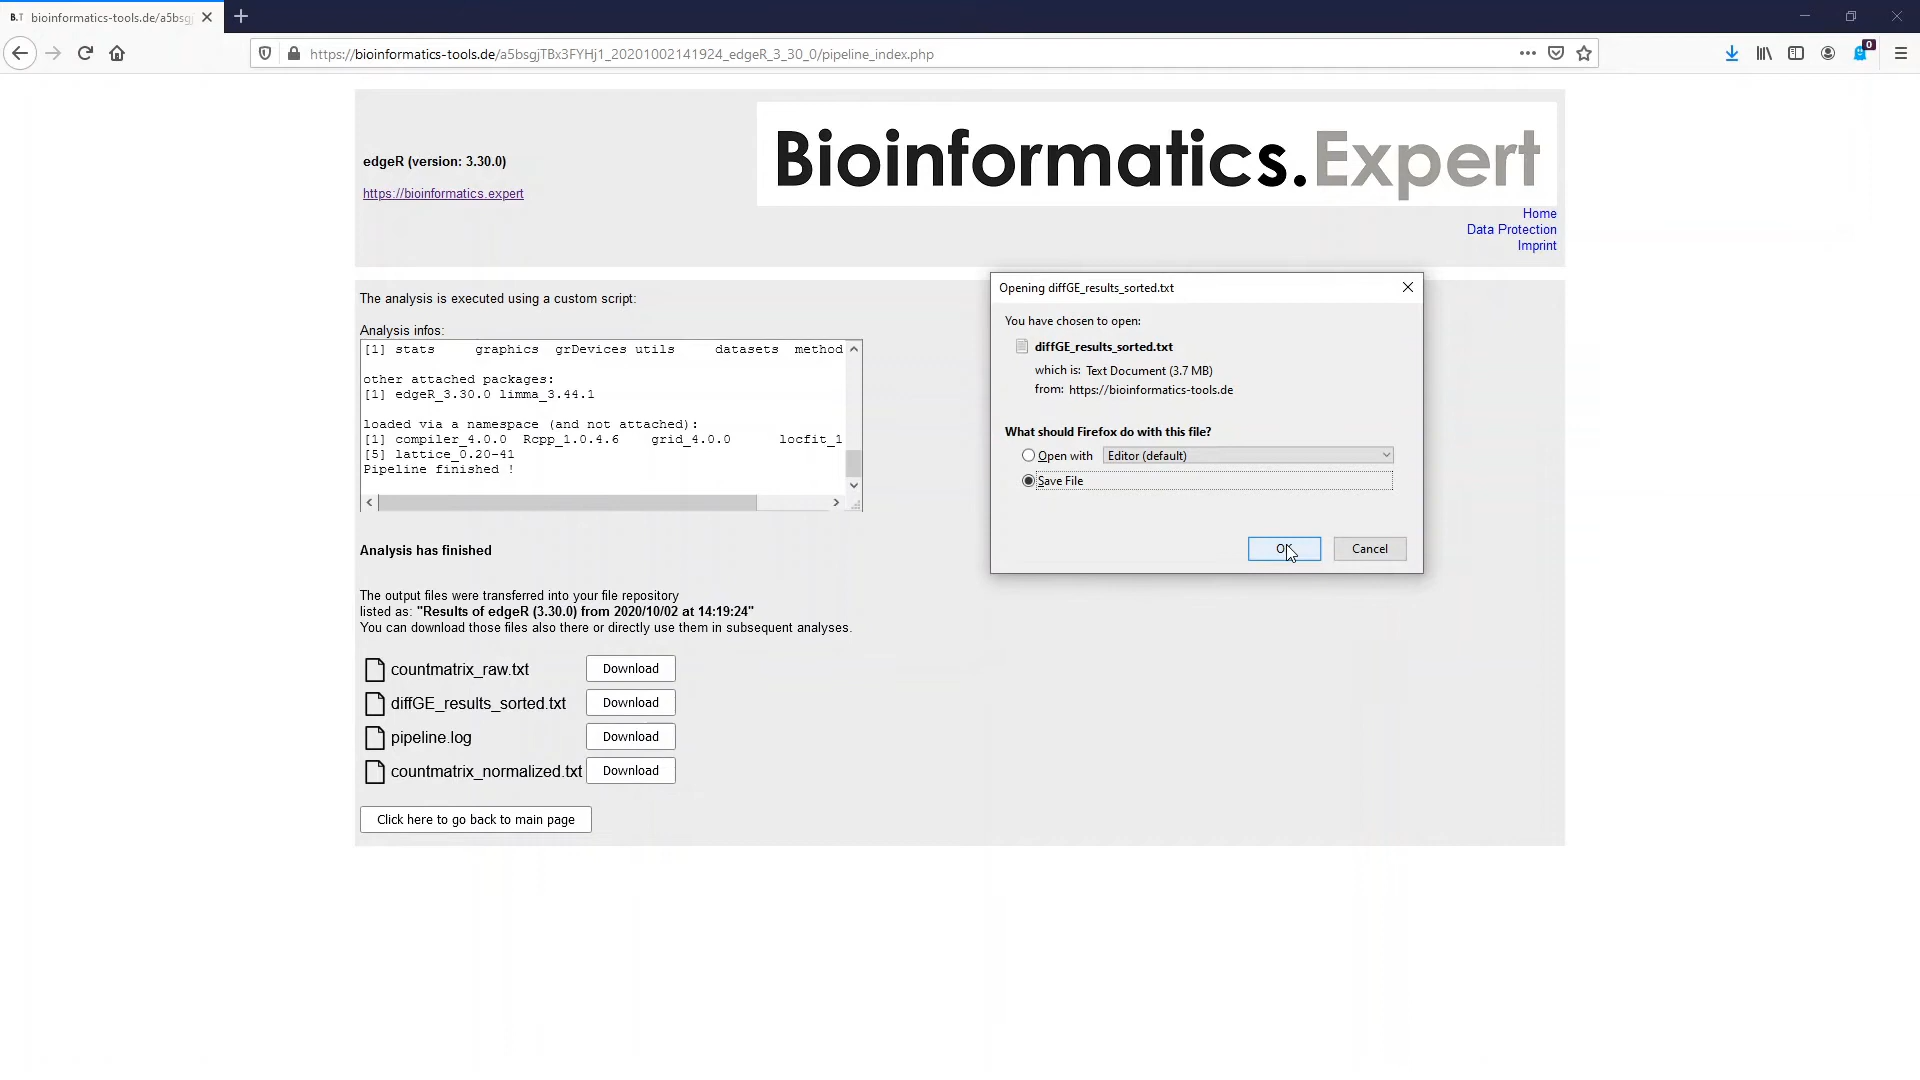 B.T bioinformatics-tools.de/a5bsgj
https://bioinformatics-tools.de/a5bsgjTBx3FYHj1_20201002141924_edgeR_3_30_0/pipeline_index.php
0
edgeR (version: 3.30.0)
https://bioinformatics.expert
Bioinformatics.Expert
Home
Data Protection
Imprint
The analysis is executed using a custom script:
Analysis infos:
[1] stats graphics grDevices utils datasets method
other attached packages:
[1] edgeR_3.30.0 limma_3.44.1
loaded via a namespace (and not attached):
[1] compiler_4.0.0 Rcpp_1.0.4.6 grid_4.0.0 locfit_1
[5] lattice_0.20-41
Pipeline finished !
Opening diffGE_results_sorted.txt
You have chosen to open:
diffGE_results_sorted.txt
which is: Text Document (3.7 MB)
from: https://bioinformatics-tools.de
What should Firefox do with this file?
Open with Editor (default)
Save File
OK Cancel
Analysis has finished
The output files were transferred into your file repository
listed as: "Results of edgeR (3.30.0) from 2020/10/02 at 14:19:24"
You can download those files also there or directly use them in subsequent analyses.
countmatrix_raw.txt Download
diffGE_results_sorted.txt Download
pipeline.log Download
countmatrix_normalized.txt Download
Click here to go back to main page